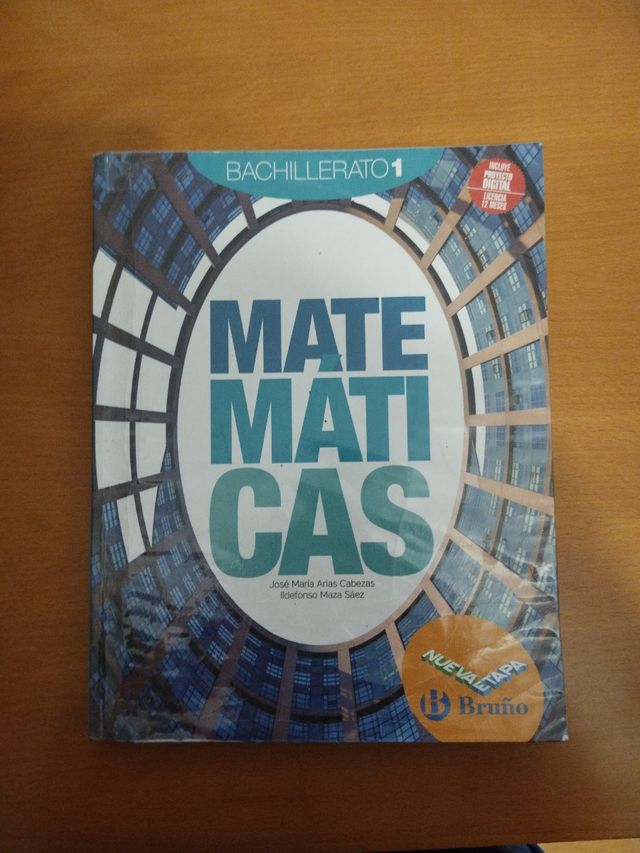 BACHILLERATO 1
INCLUYE
PROYECTO
DIGITAL
LICENCIA
12 MESES
MATE
MÁTI
CAS
José María Arias Cabezas
Ildefonso Maza Sáez
NUEVA ETAPA
B Bruño